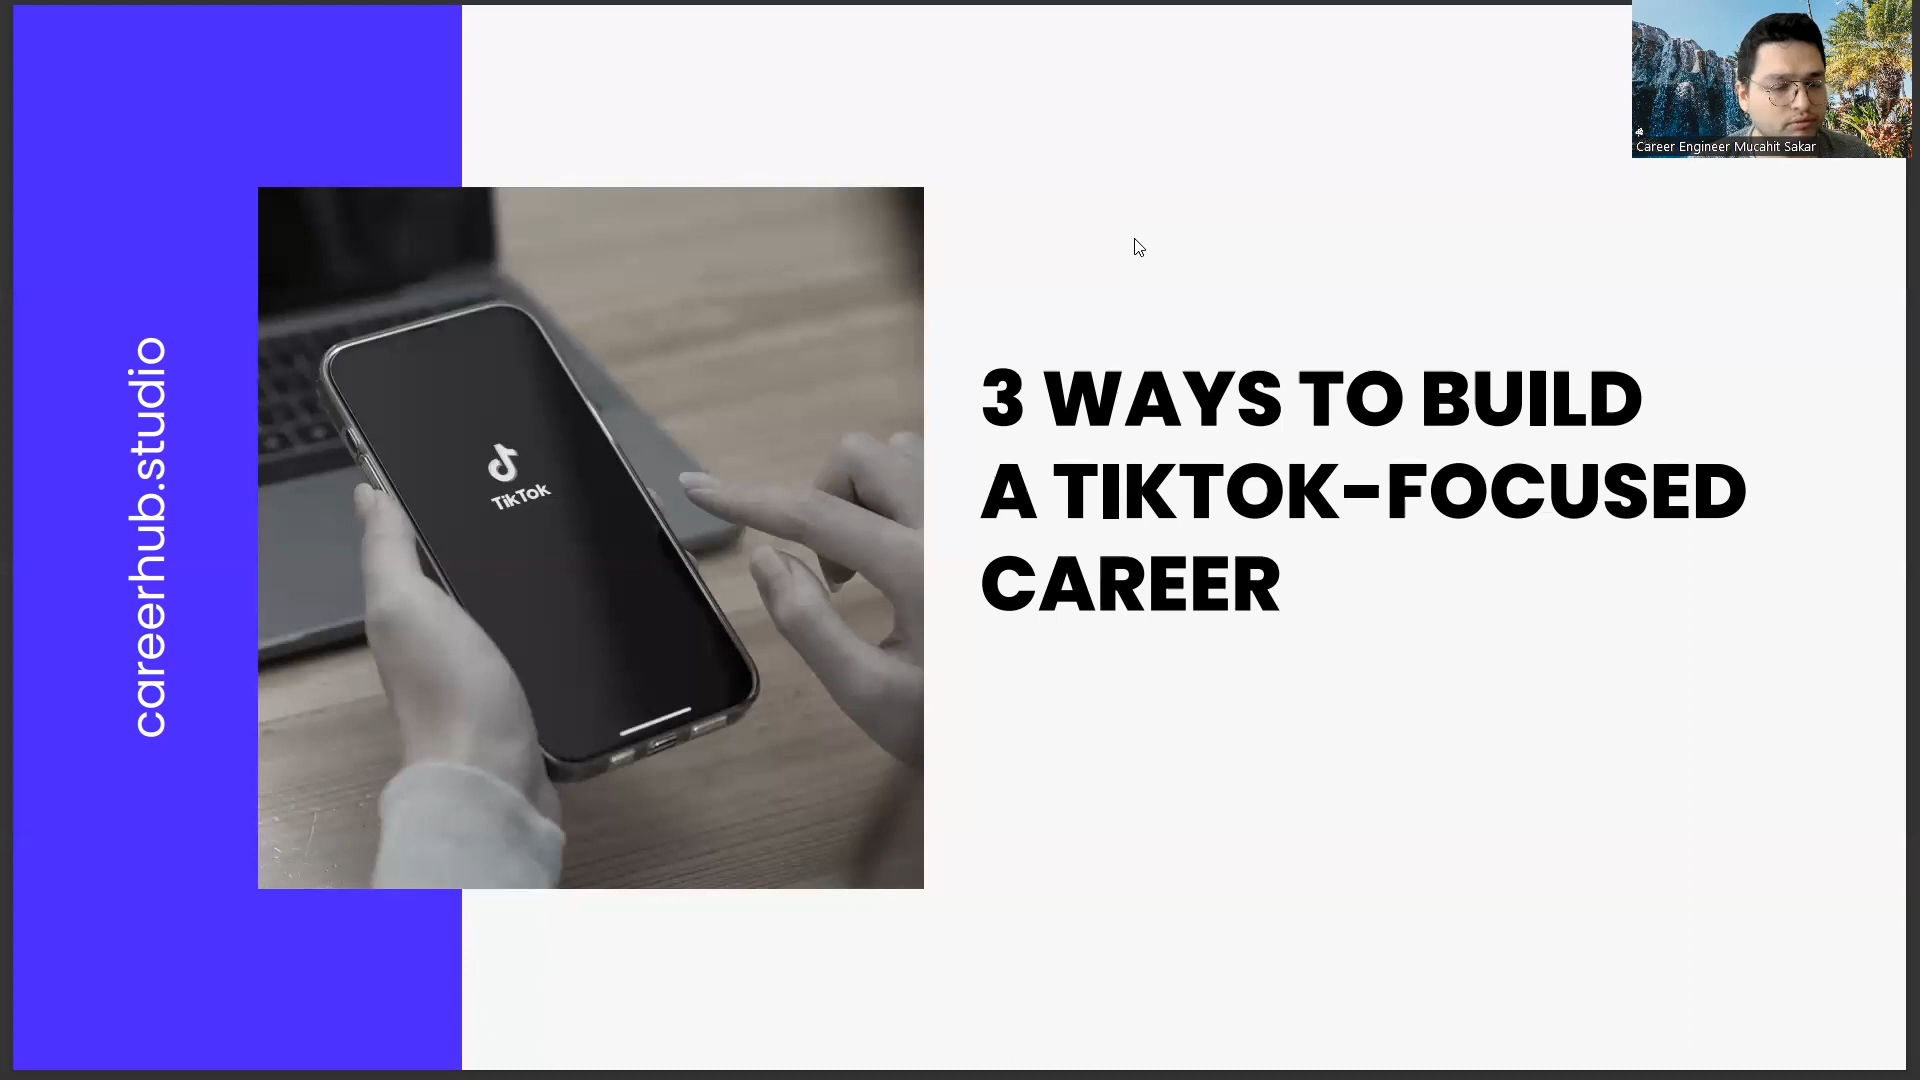 careerhub.studio
TikTok
3 WAYS TO BUILD
A TIKTOK-FOCUSED
CAREER
Career Engineer Mucahit Sakar